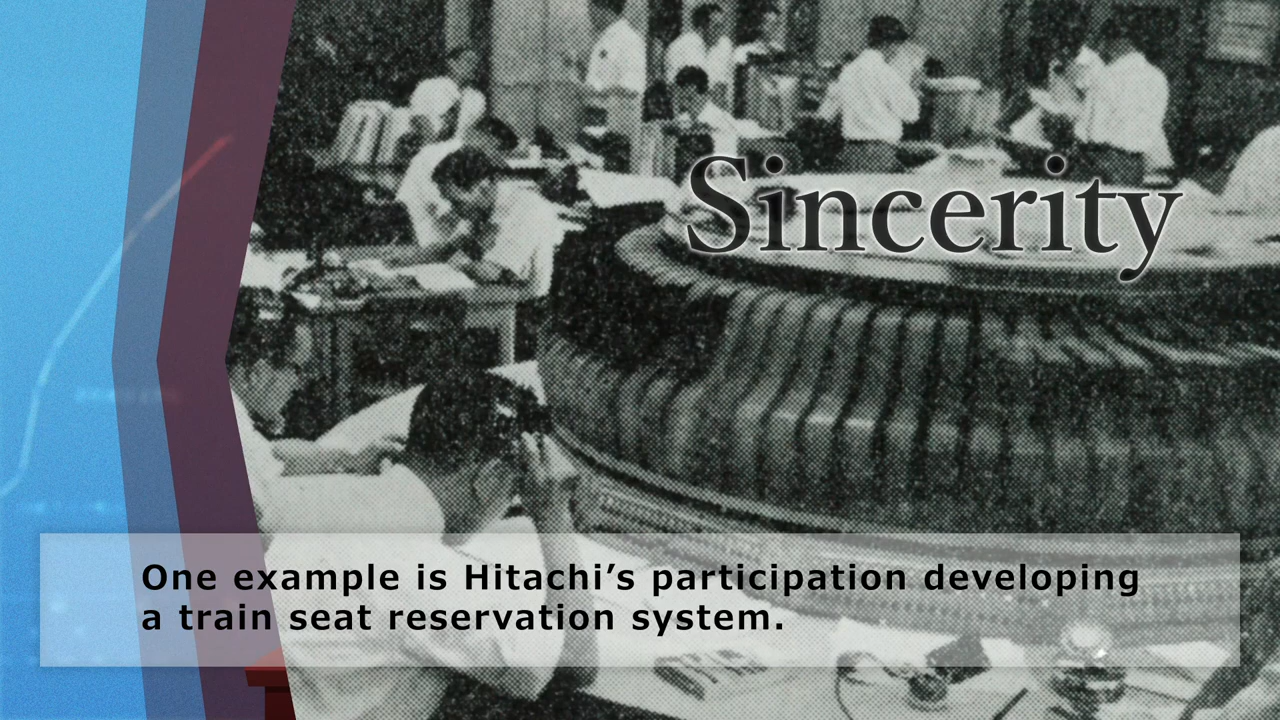 Sincerity
One example is Hitachi’s participation developing
a train seat reservation system.